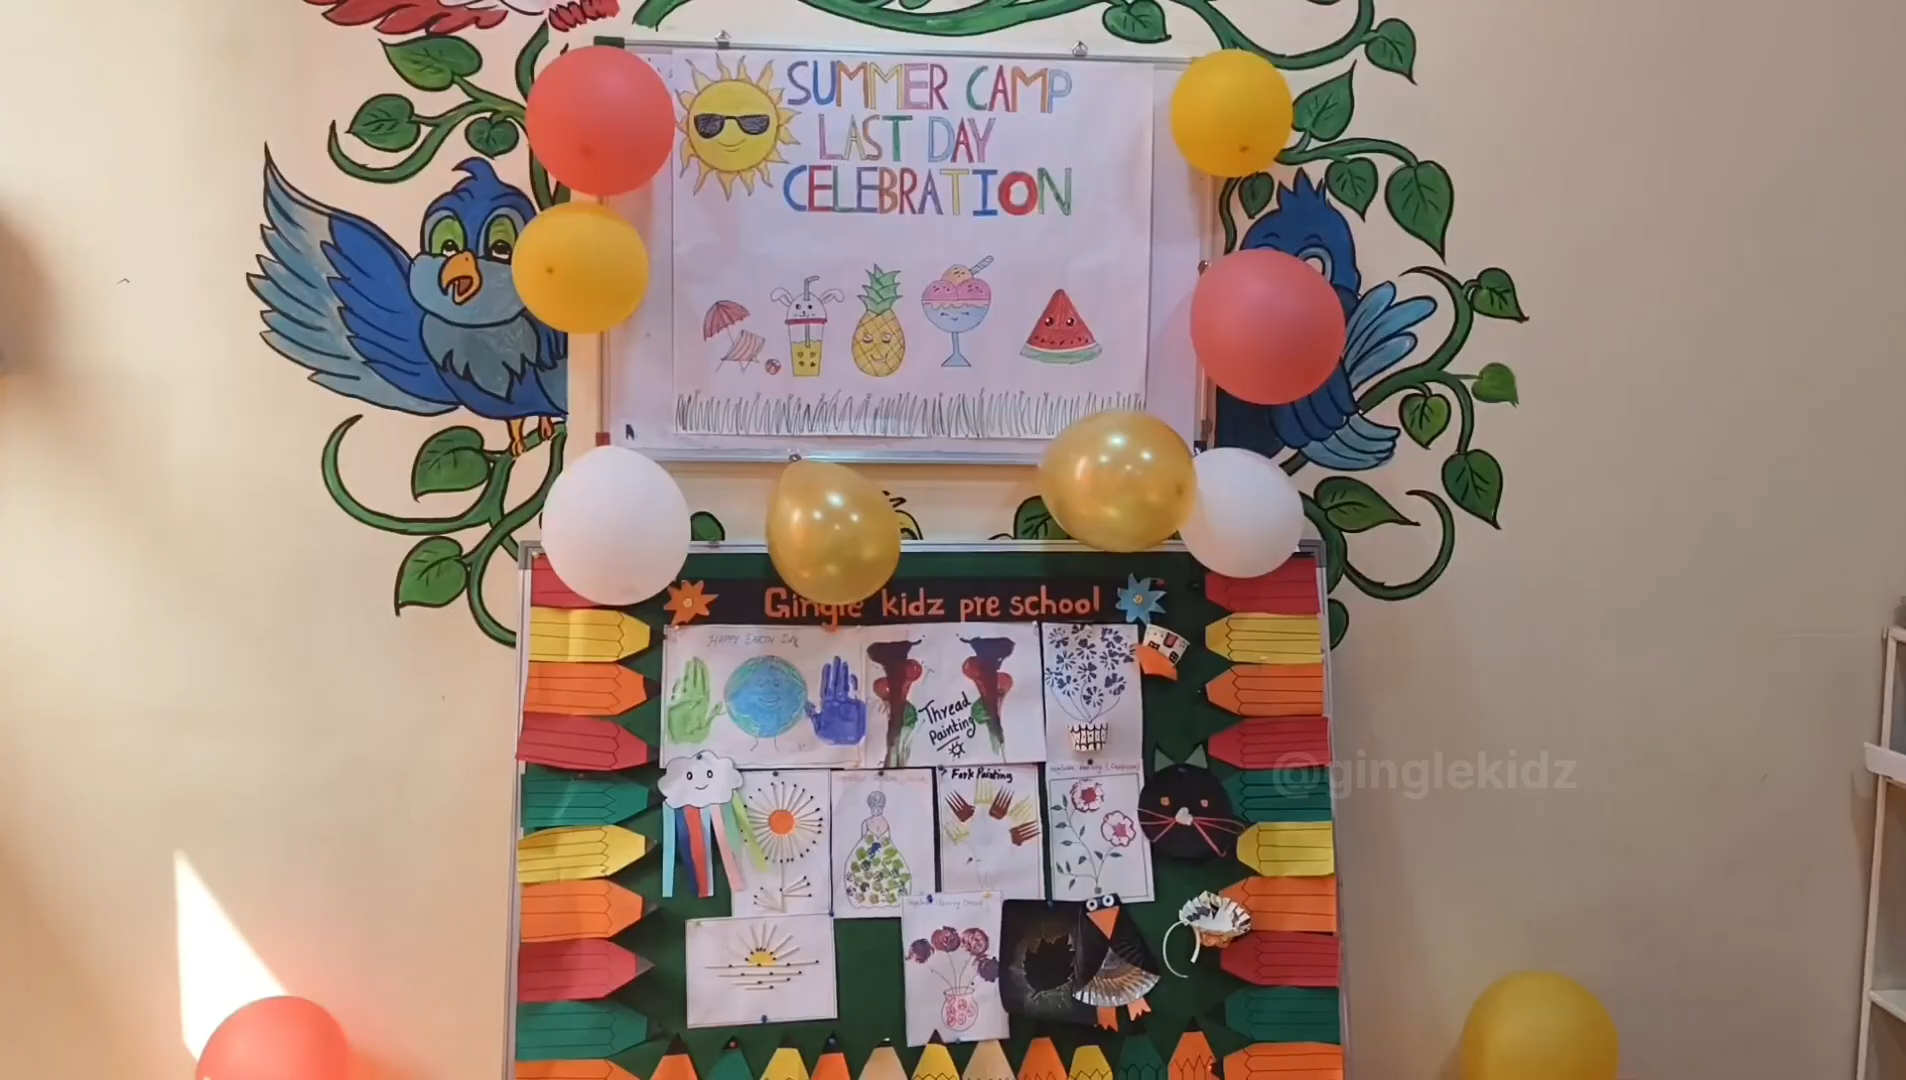 SUMMER CAMP
LAST DAY
CELEBRATION
Gingle kidz pre school
HAPPY EARTH DAY
Thread
Painting
Fork Painting
@ginglekidz